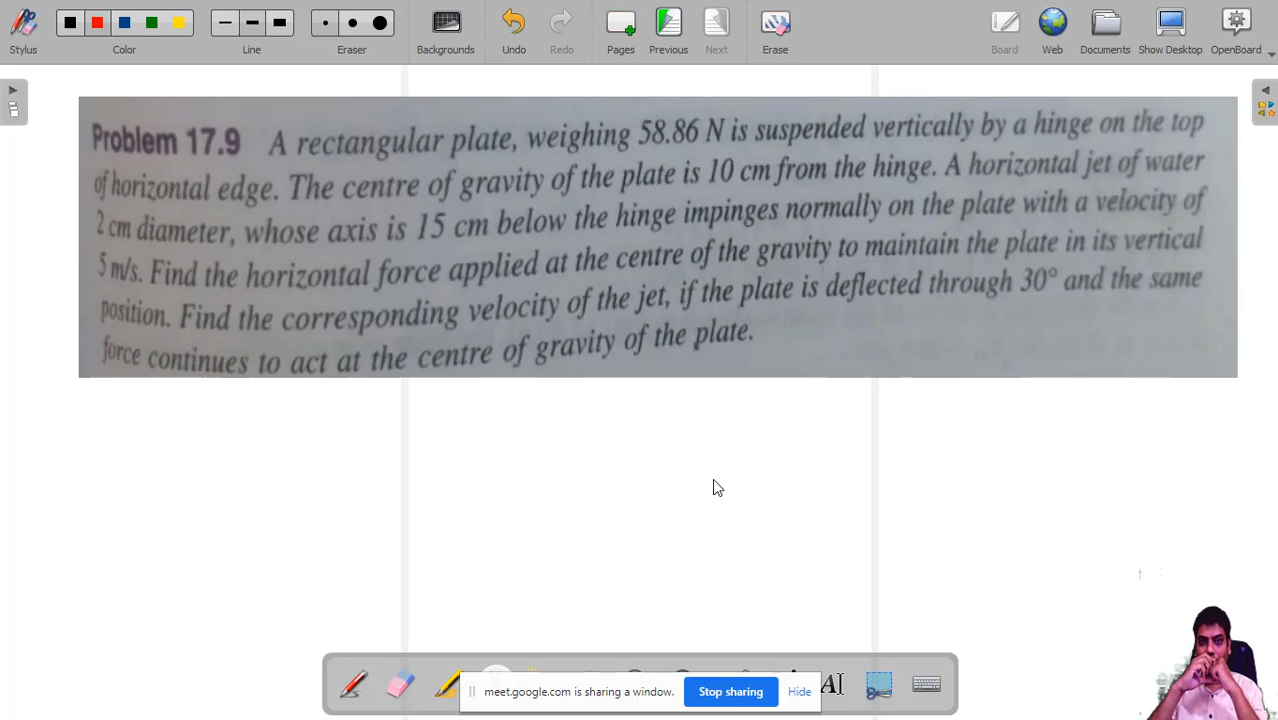 Stylus
Color
Line
Eraser
Backgrounds
Undo
Redo
Pages
Previous
Next
Erase
Board
Web
Documents
Show Desktop
OpenBoard
Problem 17.9 A rectangular plate, weighing 58.86 N is suspended vertically by a hinge on the top
of horizontal edge. The centre of gravity of the plate is 10 cm from the hinge. A horizontal jet of water
2 cm diameter, whose axis is 15 cm below the hinge impinges normally on the plate with a velocity of
5 m/s. Find the horizontal force applied at the centre of the gravity to maintain the plate in its vertical
position. Find the corresponding velocity of the jet, if the plate is deflected through 30° and the same
force continues to act at the centre of gravity of the plate.
meet.google.com is sharing a window.
Stop sharing
Hide